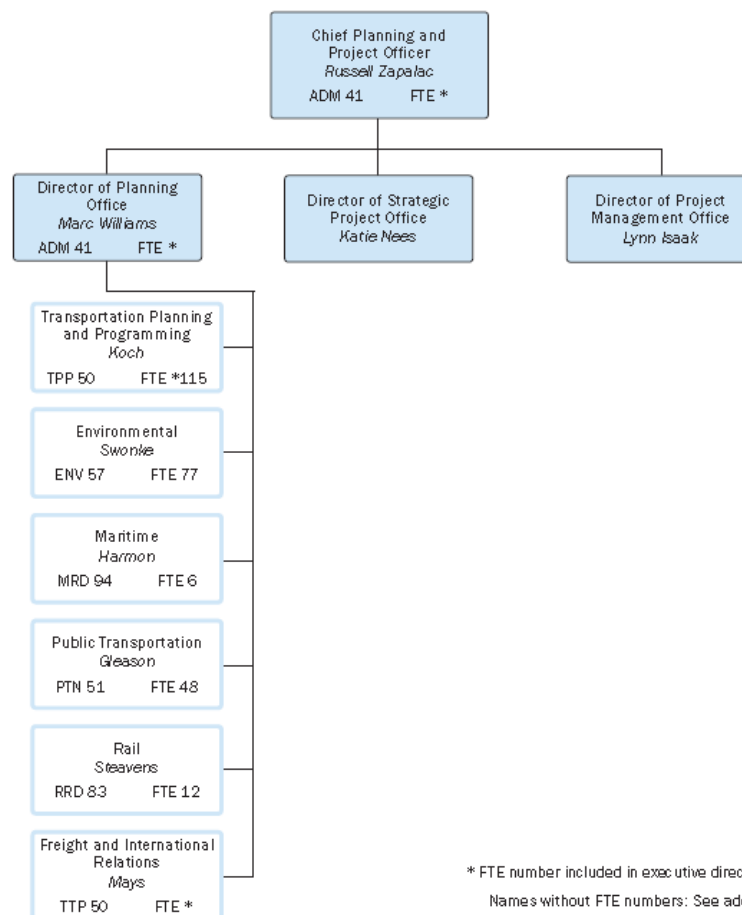 Chief Planning and
Project Officer
Russell Zapalac
ADM 41 FTE *
Director of Planning
Office
Marc Williams
ADM 41 FTE *
Director of Strategic
Project Office
Katie Nees
Director of Project
Management Office
Lynn Isaak
Transportation Planning
and Programming
Koch
TPP 50 FTE *115
Environmental
Swonke
ENV 57 FTE 77
Maritime
Harmon
MRD 94 FTE 6
Public Transportation
Gleason
PTN 51 FTE 48
Rail
Steavens
RRD 83 FTE 12
Freight and International
Relations
Mays
TTP 50 FTE *
* FTE number included in executive direc
Names without FTE numbers: See add